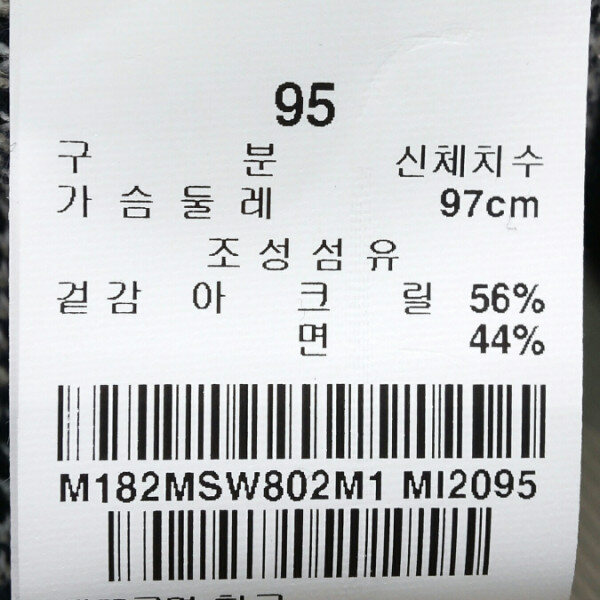 95
구 분 신체치수
가 슴 둘 레 97cm
조 성 섬 유
겉감 아 크 릴 56%
면 44%
M182MSW802M1 MI2095